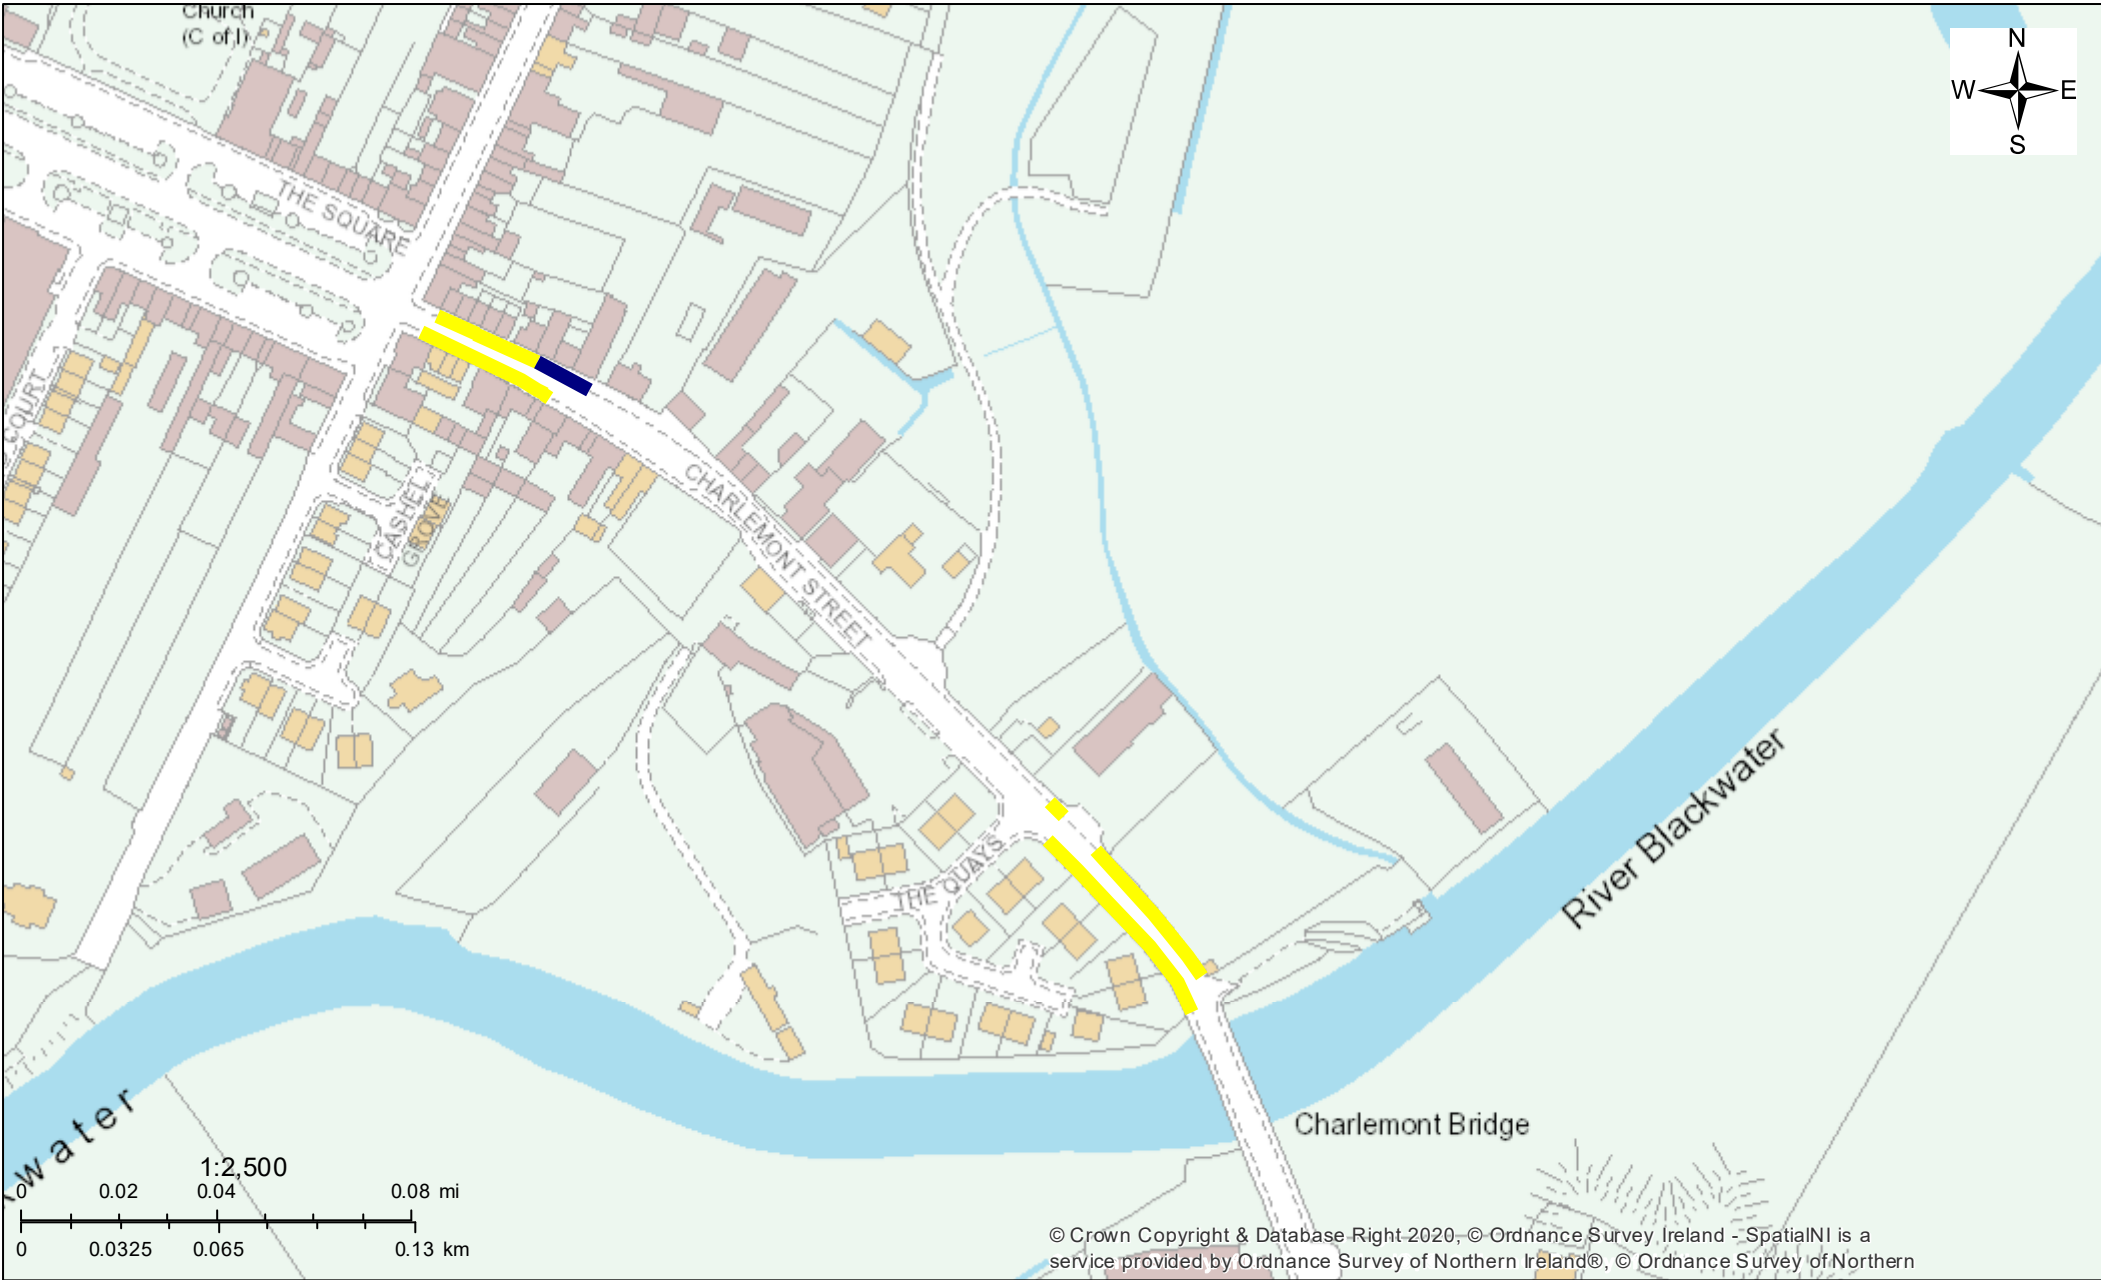 Church
(C of I)
N
W E
S
THE SQUARE
COURT
CASHEL
GROVE
CHARLEMONT STREET
THE QUAYS
River Blackwater
Charlemont Bridge
kwater
1:2,500
0 0.02 0.04 0.08 mi
0 0.0325 0.065 0.13 km
© Crown Copyright & Database Right 2020, © Ordnance Survey Ireland - SpatialNI is a
service provided by Ordnance Survey of Northern Ireland®, © Ordnance Survey of Northern